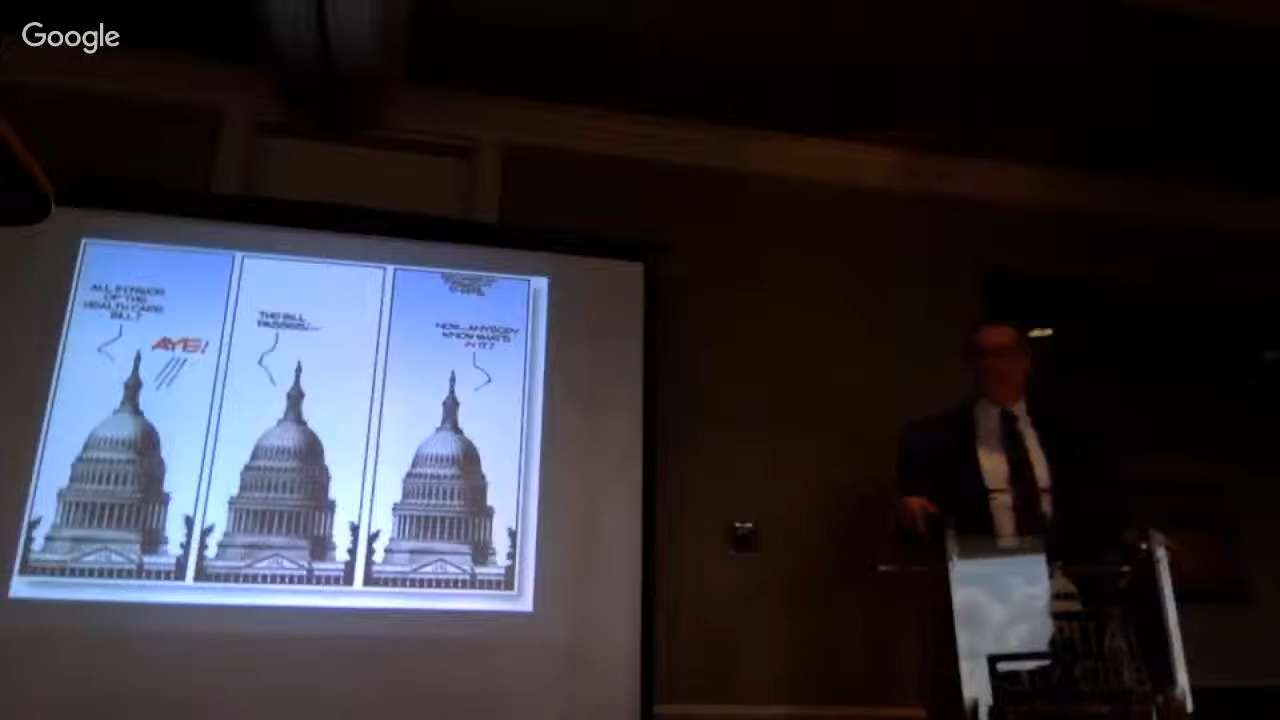 Google
ALL IN FAVOR
OF THE
HEALTH CARE
BILL?
AYE!
THE BILL
PASSES!...
NOW...ANYBODY
KNOW WHAT'S
IN IT?